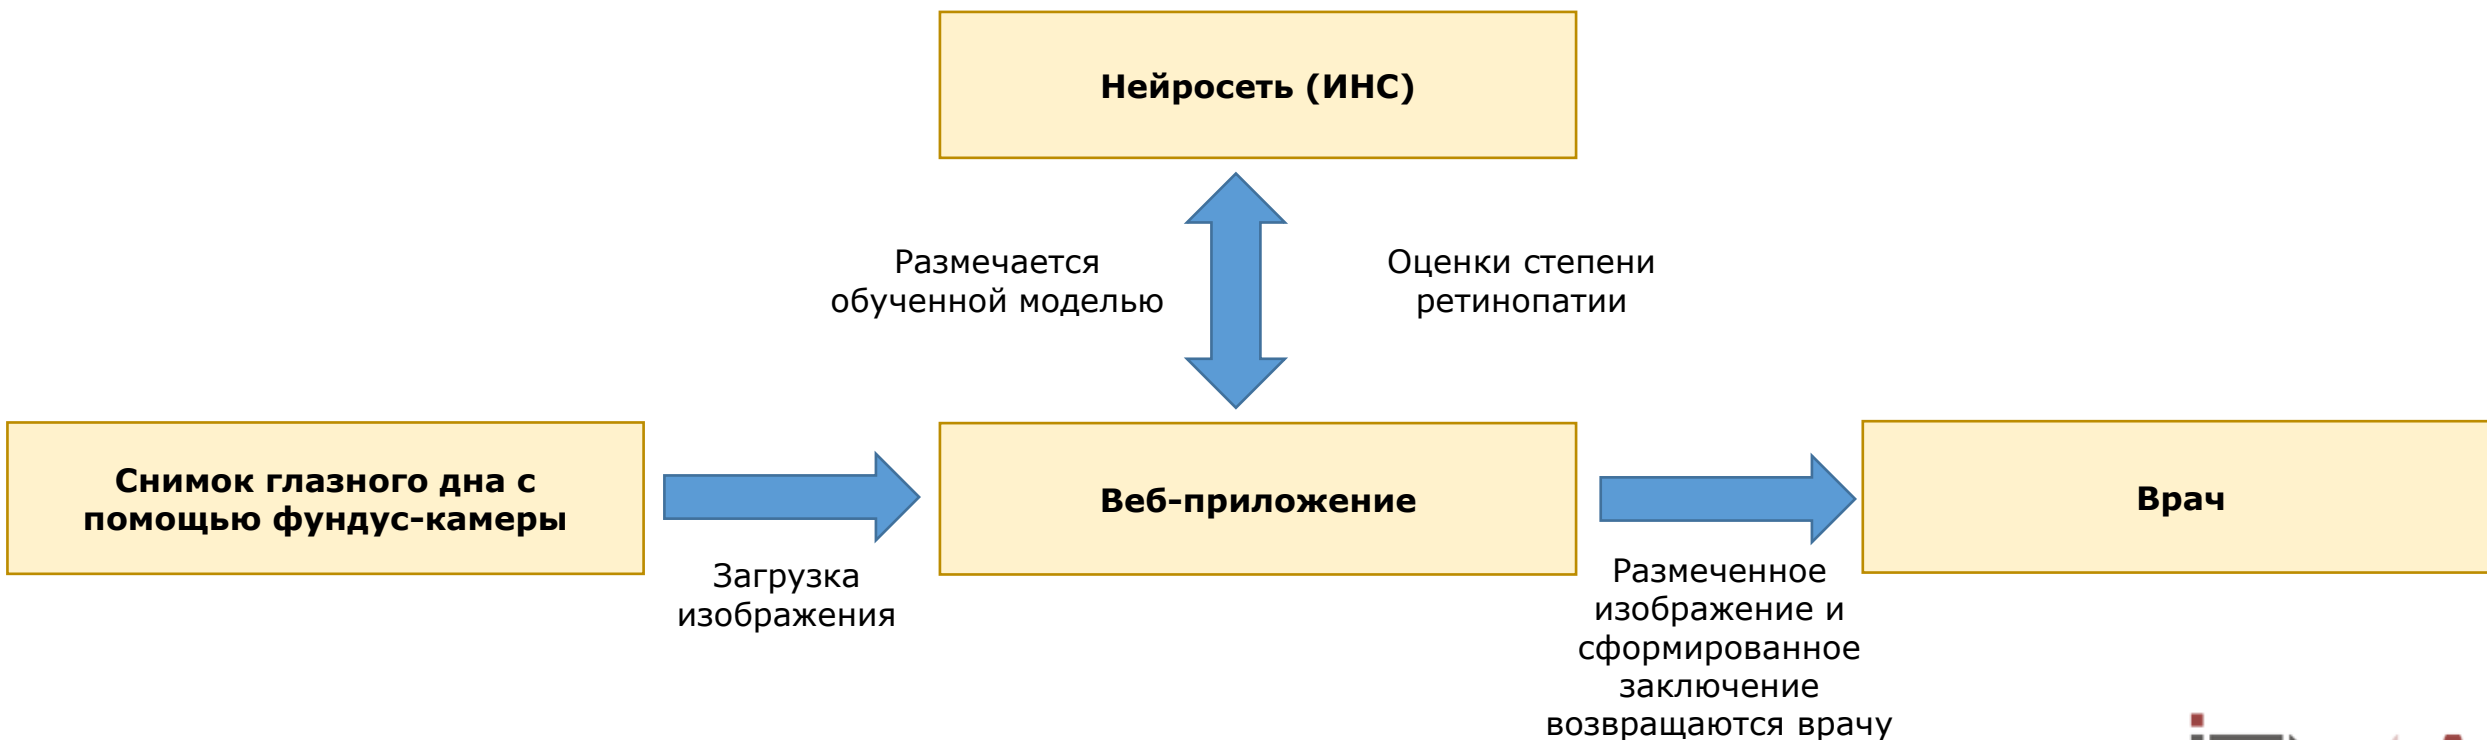 Нейросеть (ИНС)
Размечается
обученной моделью
Оценки степени
ретинопатии
Снимок глазного дна с
помощью фундус-камеры
Загрузка
изображения
Веб-приложение
Размеченное
изображение и
сформированное
заключение
возвращаются врачу
Врач